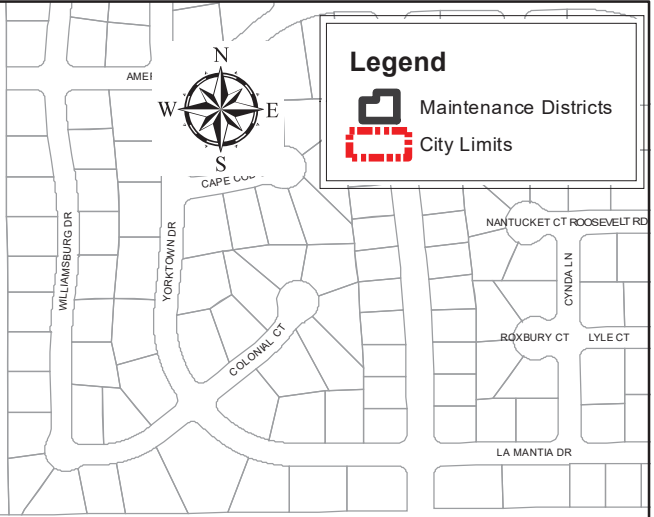 N
Legend
AMER
W
E
Maintenance Districts
City Limits
S
CAPE COD
NANTUCKET CT
ROOSEVELT RD
WILLIAMSBURG DR
YORKTOWN DR
CYNDA LN
COLONIAL CT
ROXBURY CT
LYLE CT
LA MANTIA DR